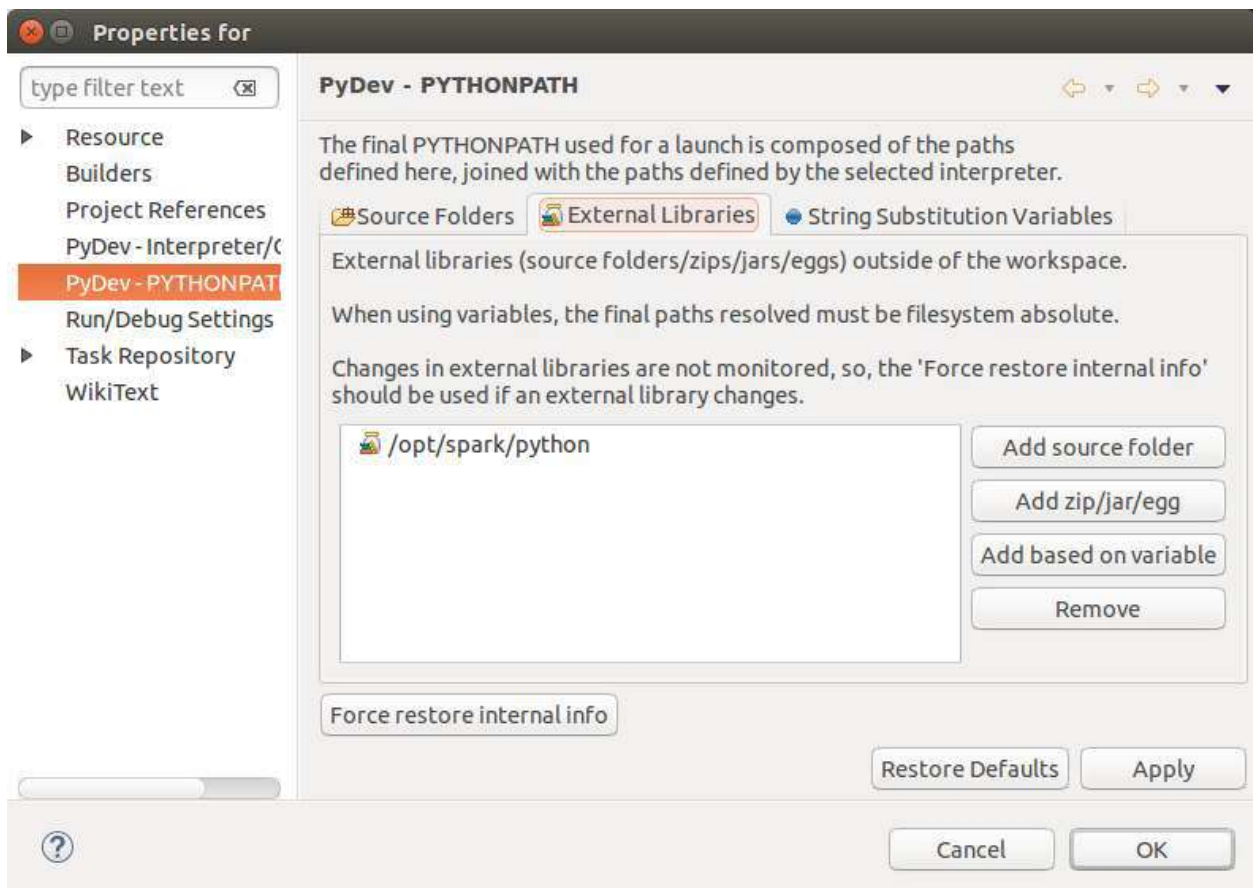 Properties for
type filter text
PyDev - PYTHONPATH
Resource
Builders
Project References
PyDev - Interpreter/
PyDev - PYTHONPAT
Run/Debug Settings
Task Repository
WikiText
The final PYTHONPATH used for a launch is composed of the paths
defined here, joined with the paths defined by the selected interpreter.
Source Folders External Libraries String Substitution Variables
External libraries (source folders/zips/jars/eggs) outside of the workspace.
When using variables, the final paths resolved must be filesystem absolute.
Changes in external libraries are not monitored, so, the 'Force restore internal info'
should be used if an external library changes.
/opt/spark/python
Add source folder
Add zip/jar/egg
Add based on variable
Remove
Force restore internal info
Restore Defaults Apply
Cancel OK